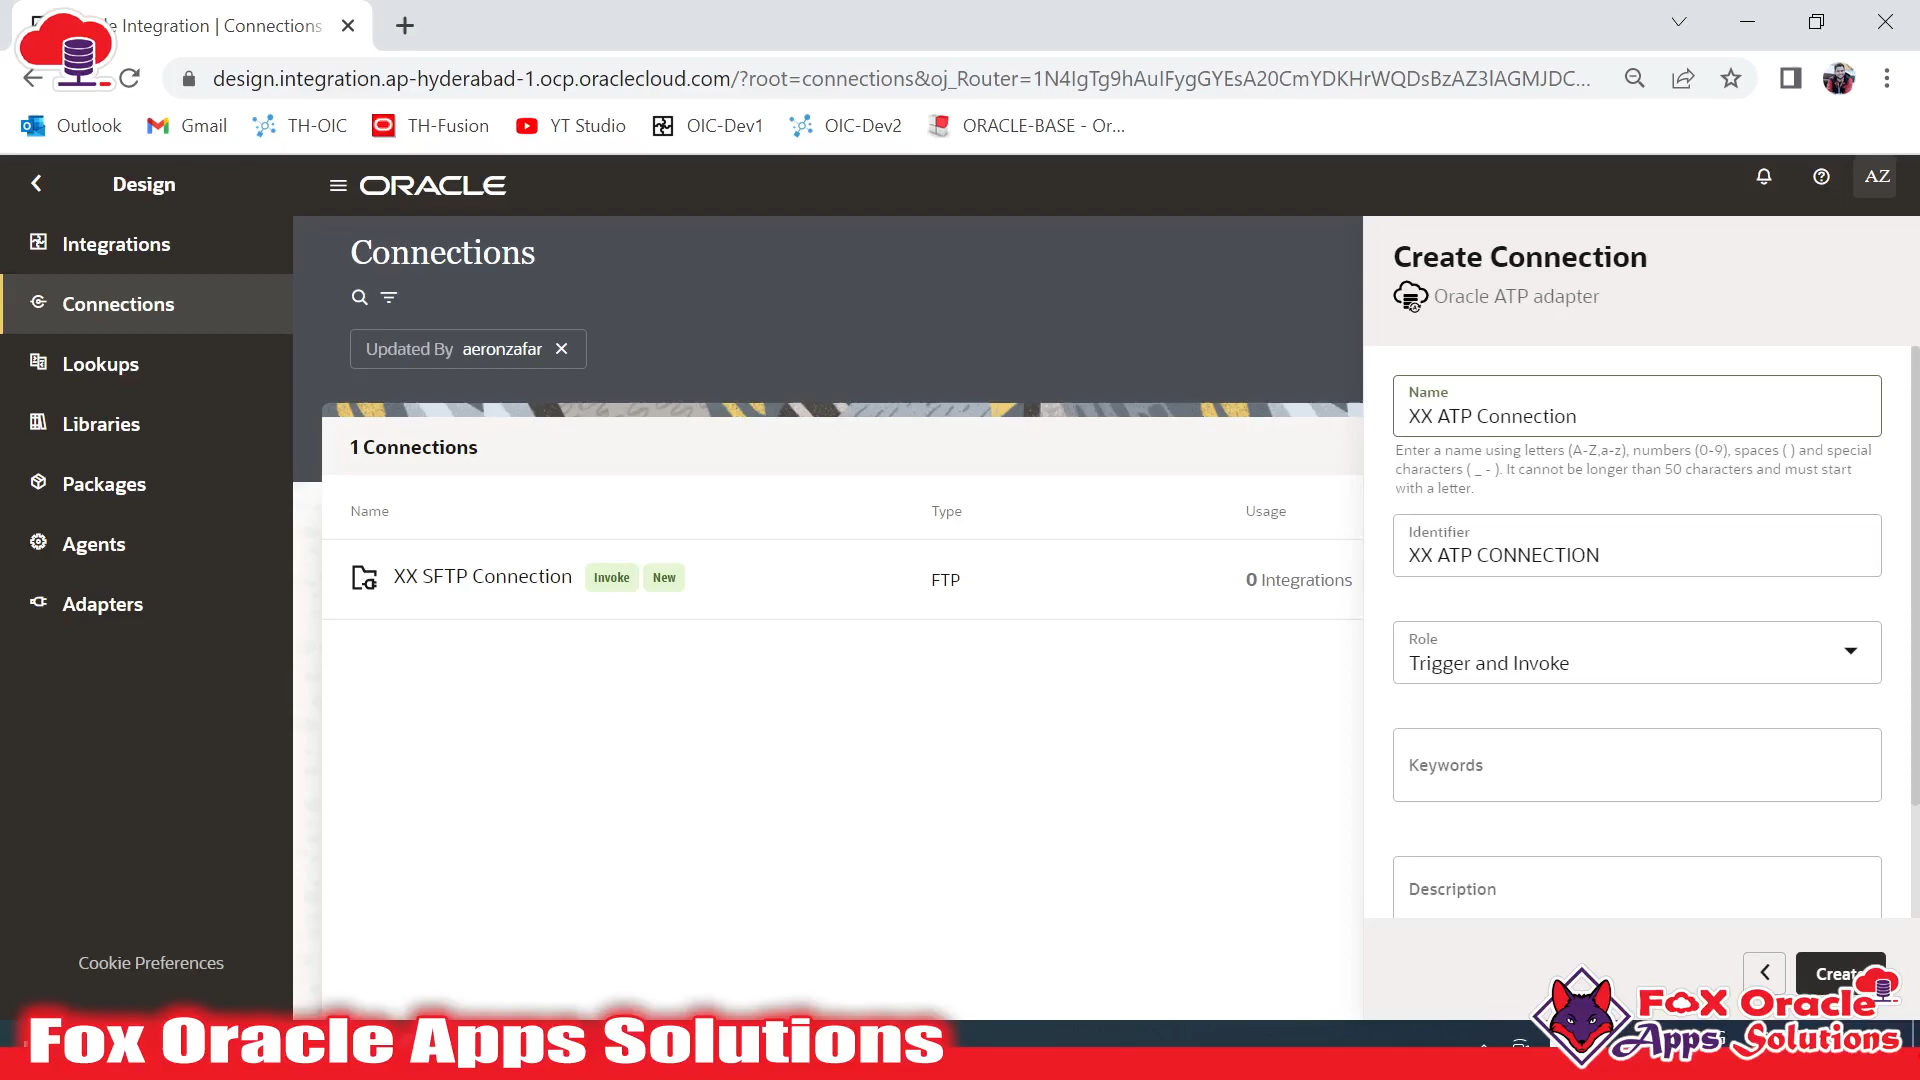 Integration | Connections
design.integration.ap-hyderabad-1.ocp.oraclecloud.com/?root=connections&oj_Router=1N4IgTg9hAuIFygGYEsA20CmYDKHrWQDsBzAZ3lAGMJDC...
Outlook
Gmail
TH-OIC
TH-Fusion
YT Studio
OIC-Dev1
OIC-Dev2
ORACLE-BASE - Or...
Design
ORACLE
AZ
Integrations
Connections
Lookups
Libraries
Packages
Agents
Adapters
Cookie Preferences
Connections
Updated By aeronzafar
1 Connections
Name Type Usage
XX SFTP Connection Invoke New FTP 0 Integrations
Create Connection
Oracle ATP adapter
Name
XX ATP Connection
Enter a name using letters (A-Z,a-z), numbers (0-9), spaces ( ) and special
characters ( _ - ). It cannot be longer than 50 characters and must start
with a letter.
Identifier
XX ATP CONNECTION
Role
Trigger and Invoke
Keywords
Description
Create
Fox Oracle Apps Solutions
Fox Oracle
Apps Solutions